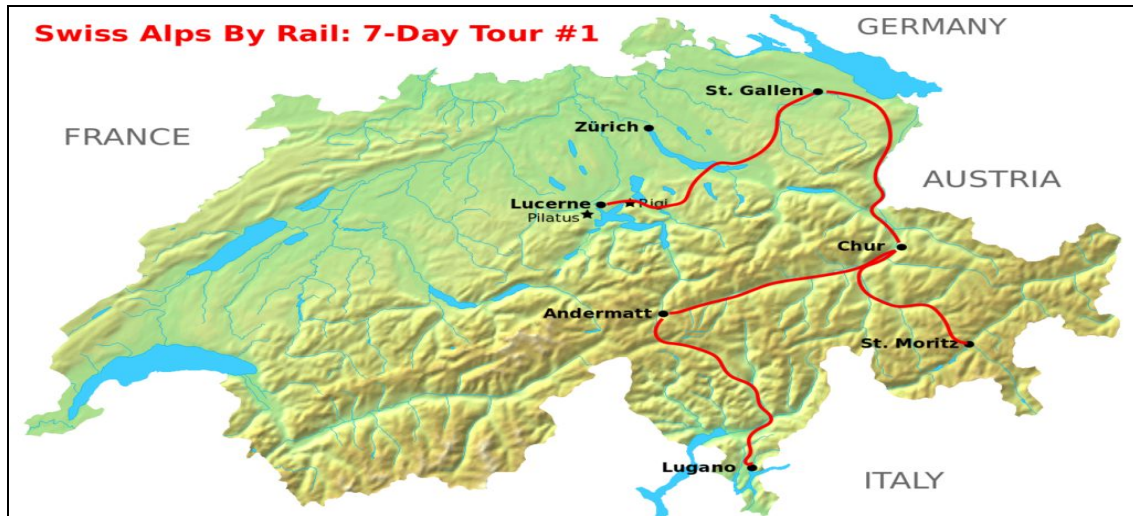 Swiss Alps By Rail: 7-Day Tour #1
GERMANY
St. Gallen
FRANCE
Zürich
AUSTRIA
Lucerne
Rigi
Pilatus
Chur
Andermatt
St. Moritz
Lugano
ITALY